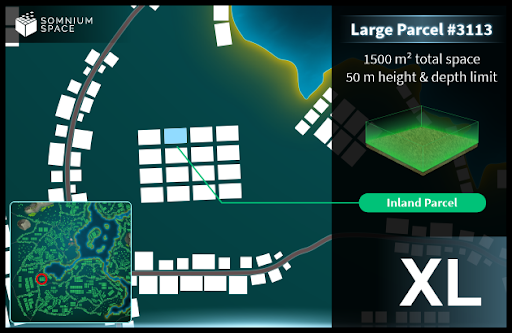 SOMNIUM
SPACE
Large Parcel #3113
1500 m² total space
50 m height & depth limit
Inland Parcel
XL